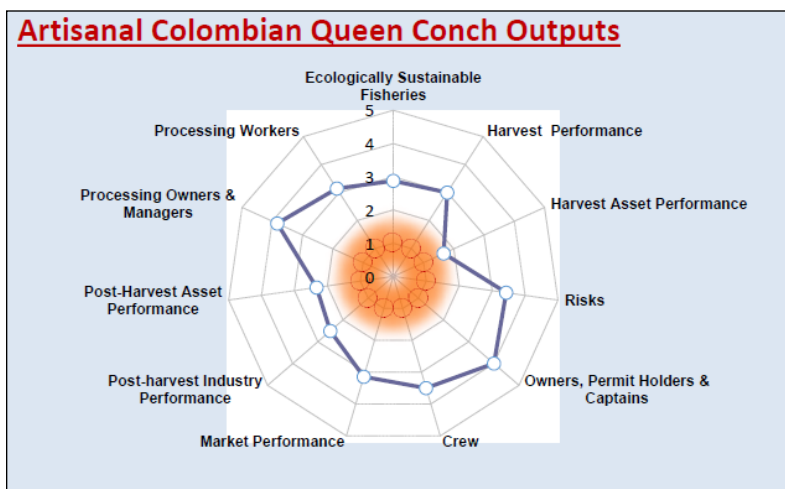 Artisanal Colombian Queen Conch Outputs
Ecologically Sustainable
Fisheries
5
4
3
2
1
0
Harvest Performance
Harvest Asset Performance
Risks
Owners, Permit Holders &
Captains
Crew
Market Performance
Post-harvest Industry
Performance
Post-Harvest Asset
Performance
Processing Owners &
Managers
Processing Workers